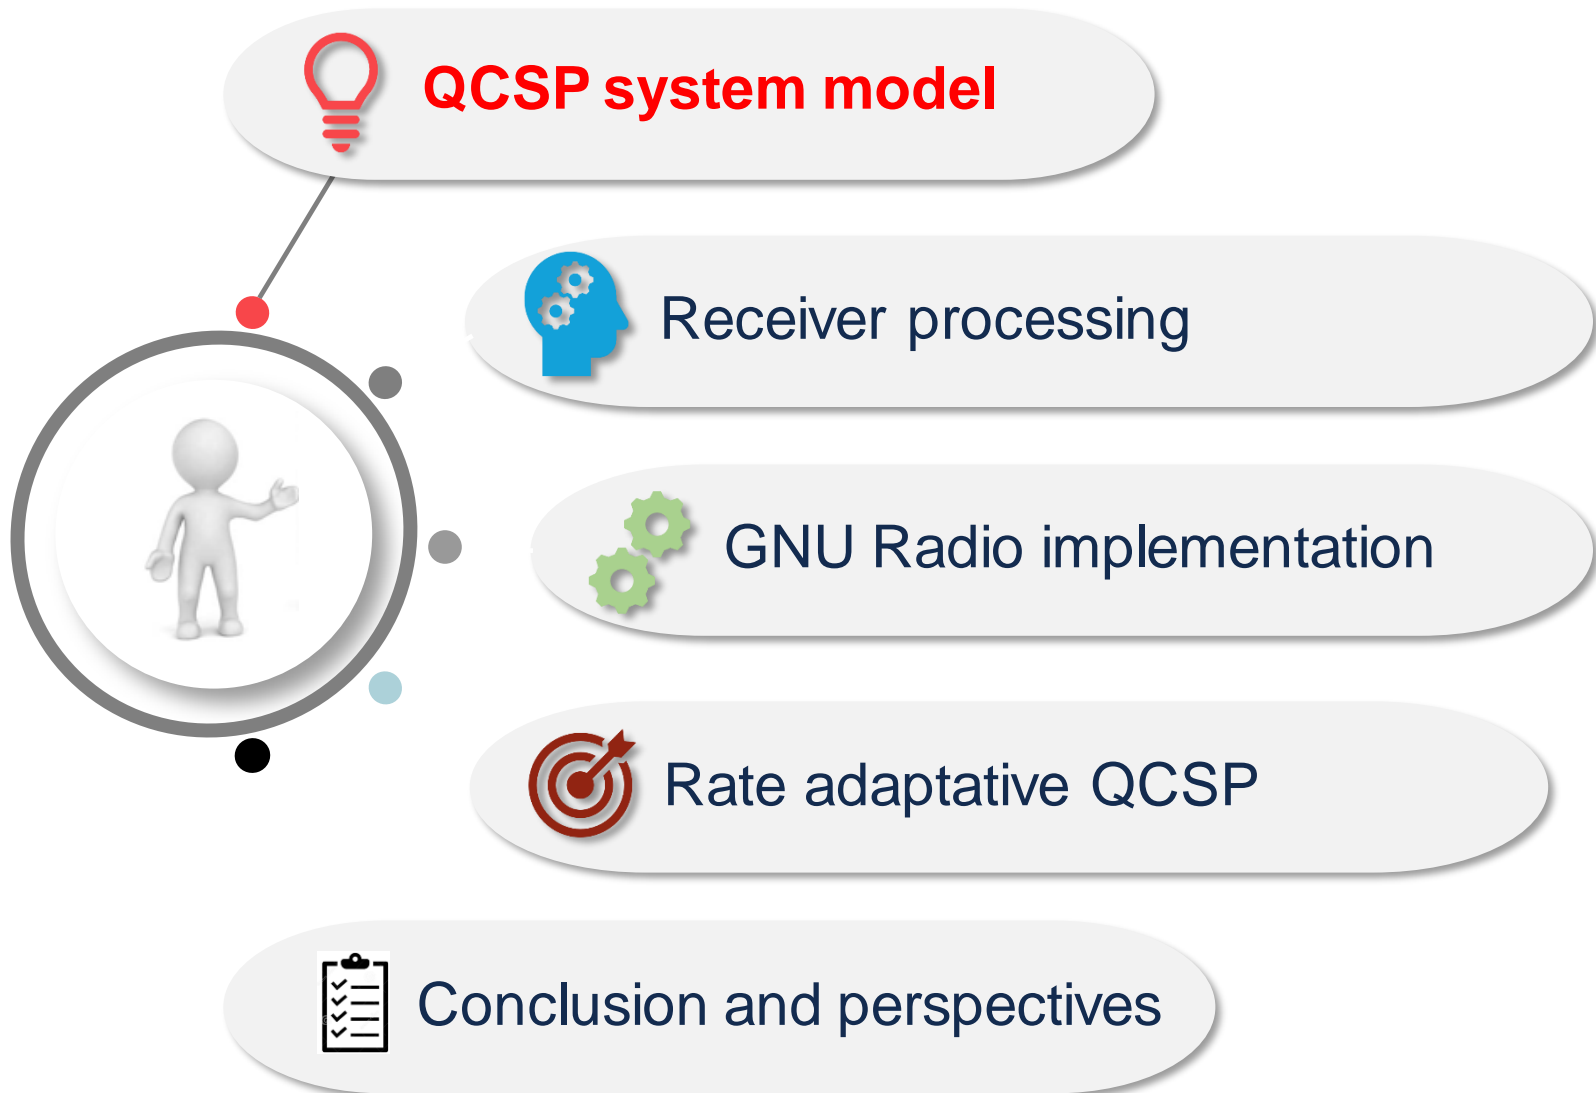 QCSP system model
Receiver processing
GNU Radio implementation
Rate adaptative QCSP
Conclusion and perspectives